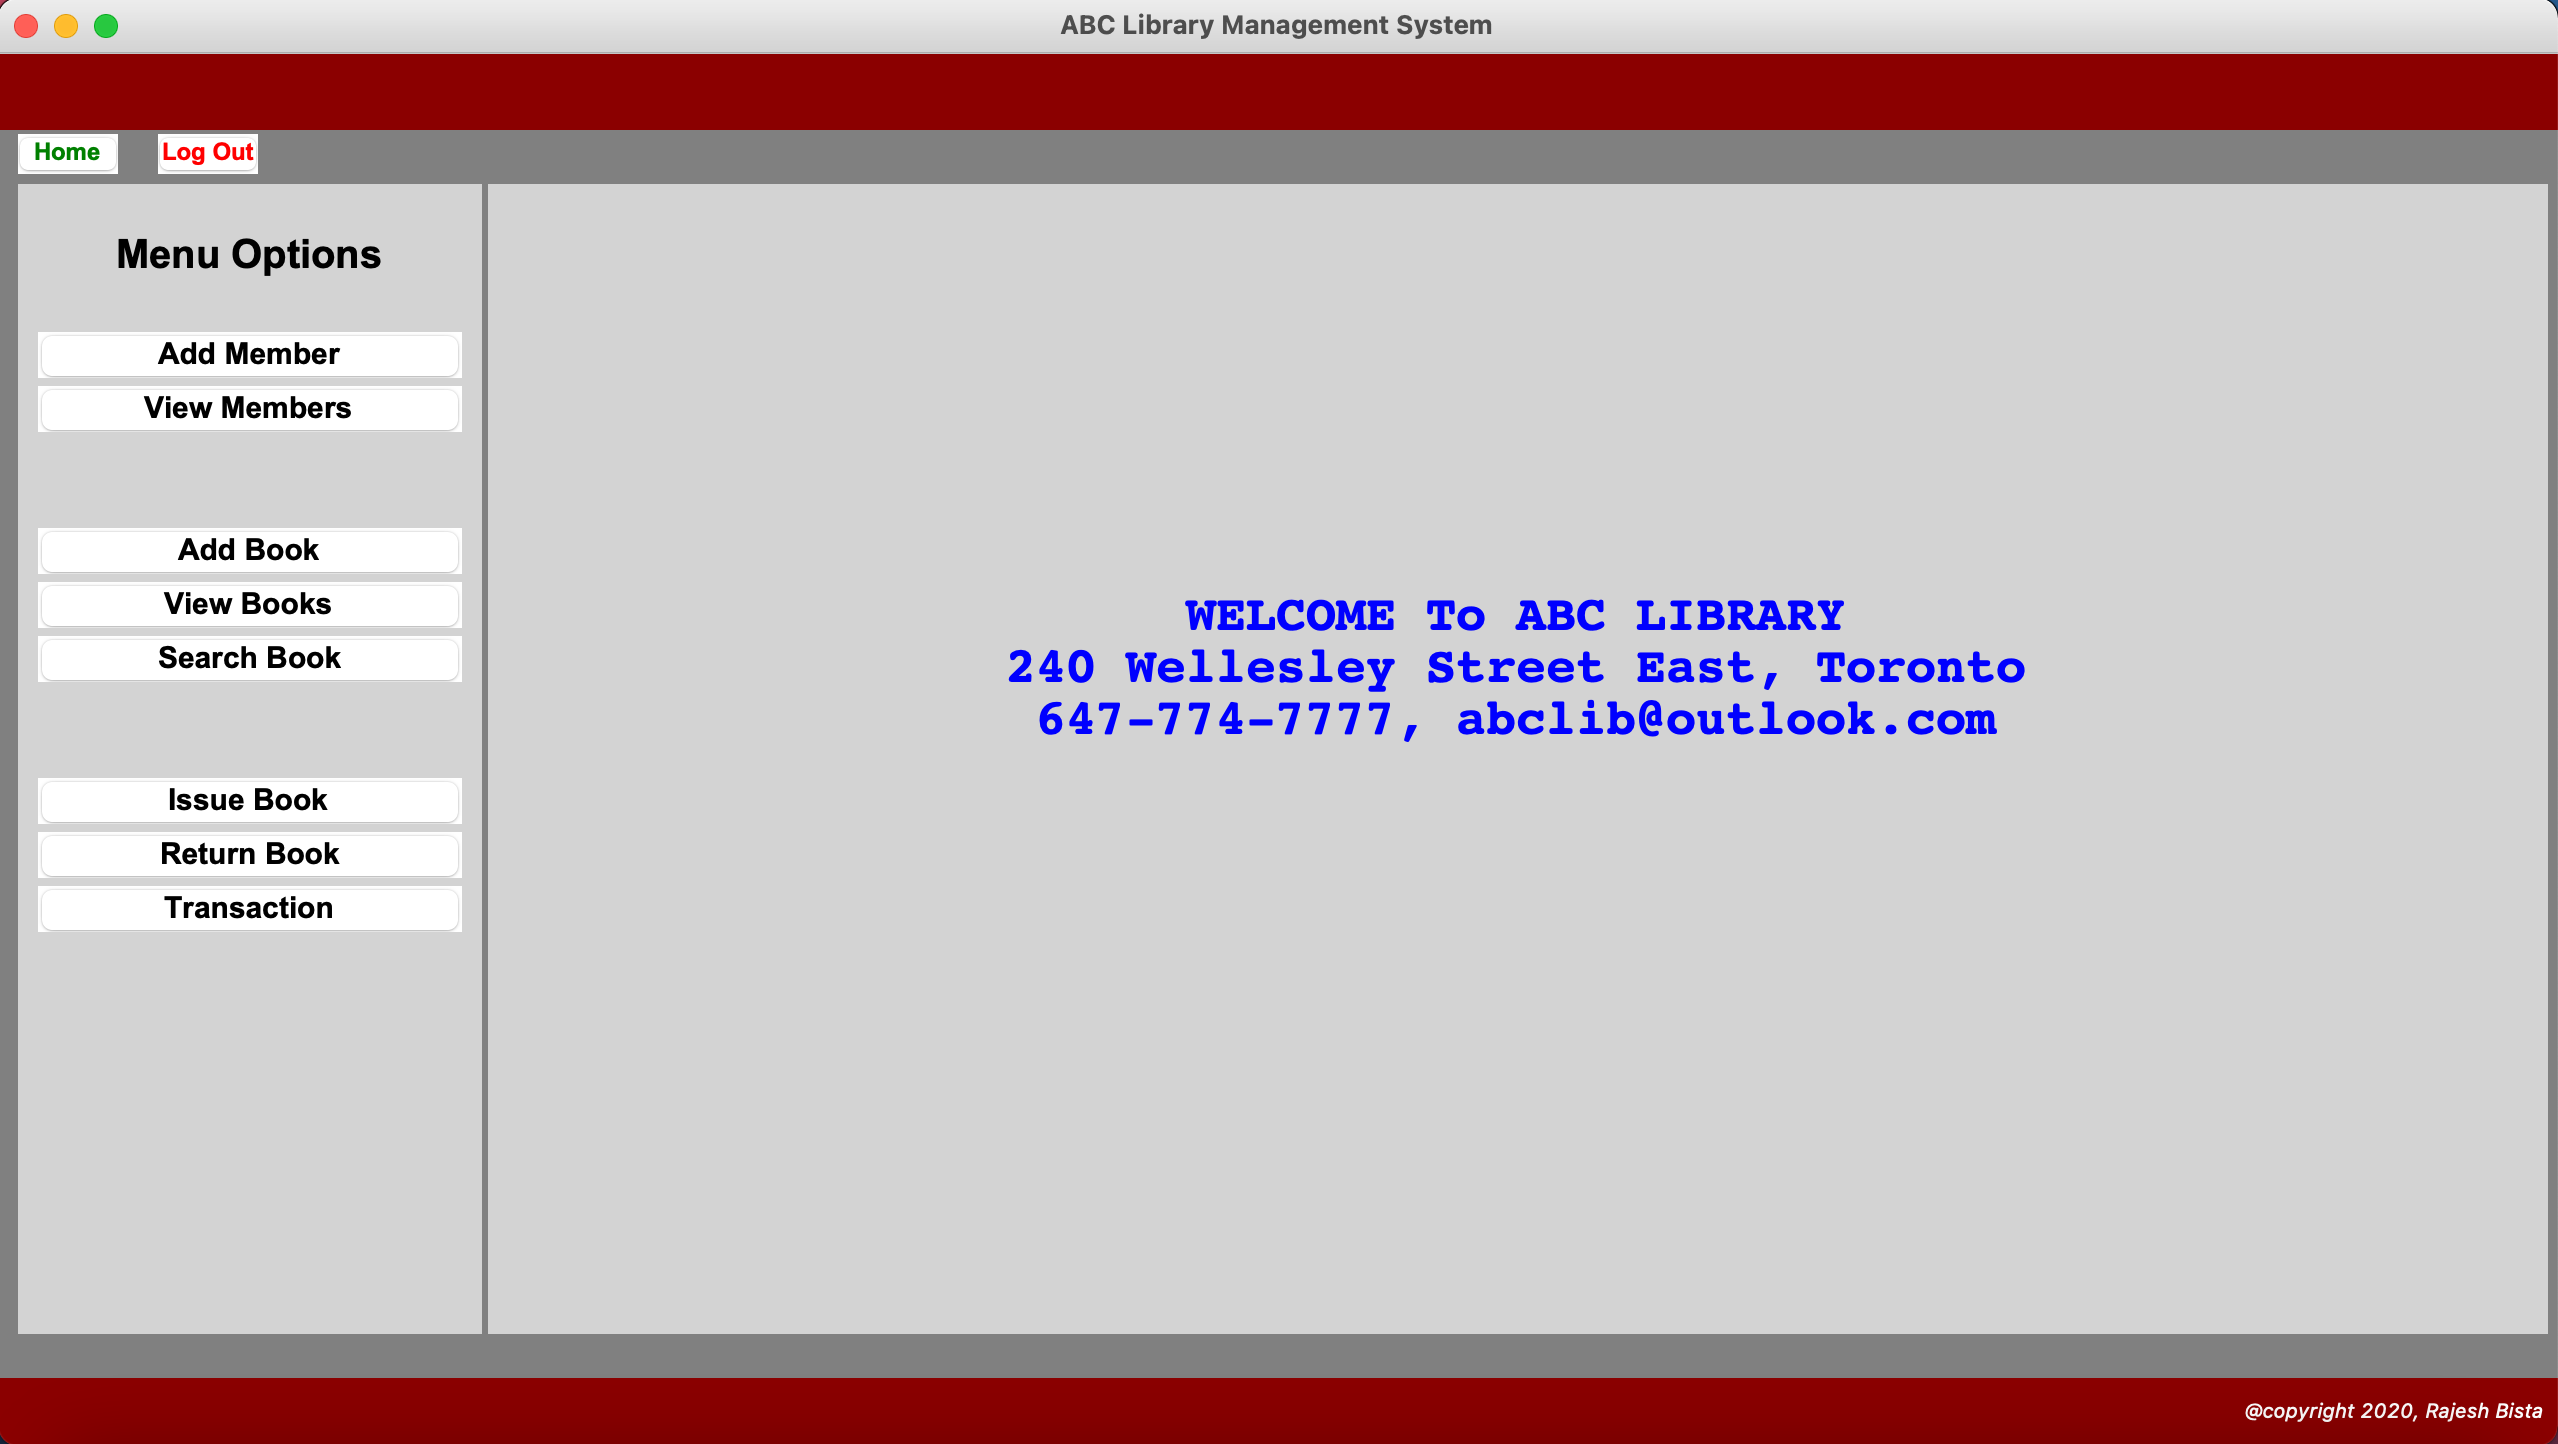 ABC Library Management System
Home
Log Out
Menu Options
Add Member
View Members
Add Book
View Books
Search Book
Issue Book
Return Book
Transaction
WELCOME To ABC LIBRARY
240 Wellesley Street East, Toronto
647-774-7777, abclib@outlook.com
@copyright 2020, Rajesh Bista